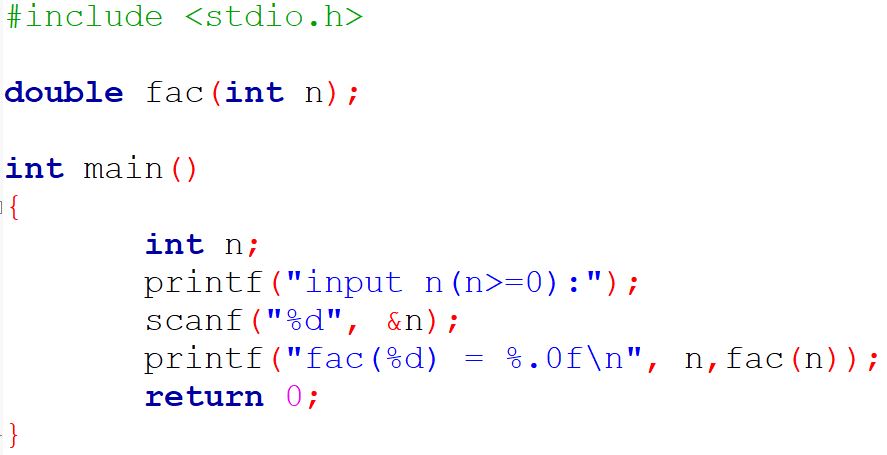 #include <stdio.h>
double fac(int n);
int main()
{
int n;
printf("input n(n>=0):");
scanf("%d", &n);
printf("fac(%d) = %.0f\n", n,fac(n));
return 0;
}